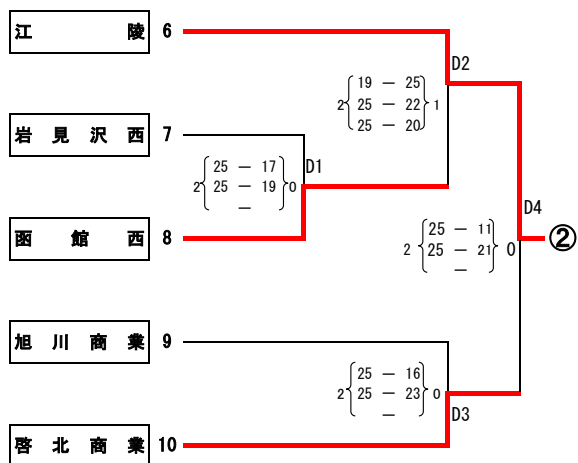 江 陵 6
D2
19 － 25
2 25 － 22 1
25 － 20
岩 見 沢 西 7
D1
25 － 17
2 25 － 19 0
－
函 館 西 8
D4
25 － 11
2 25 － 21 0
－
②
旭 川 商 業 9
25 － 16
2 25 － 23 0
－
D3
啓 北 商 業 10